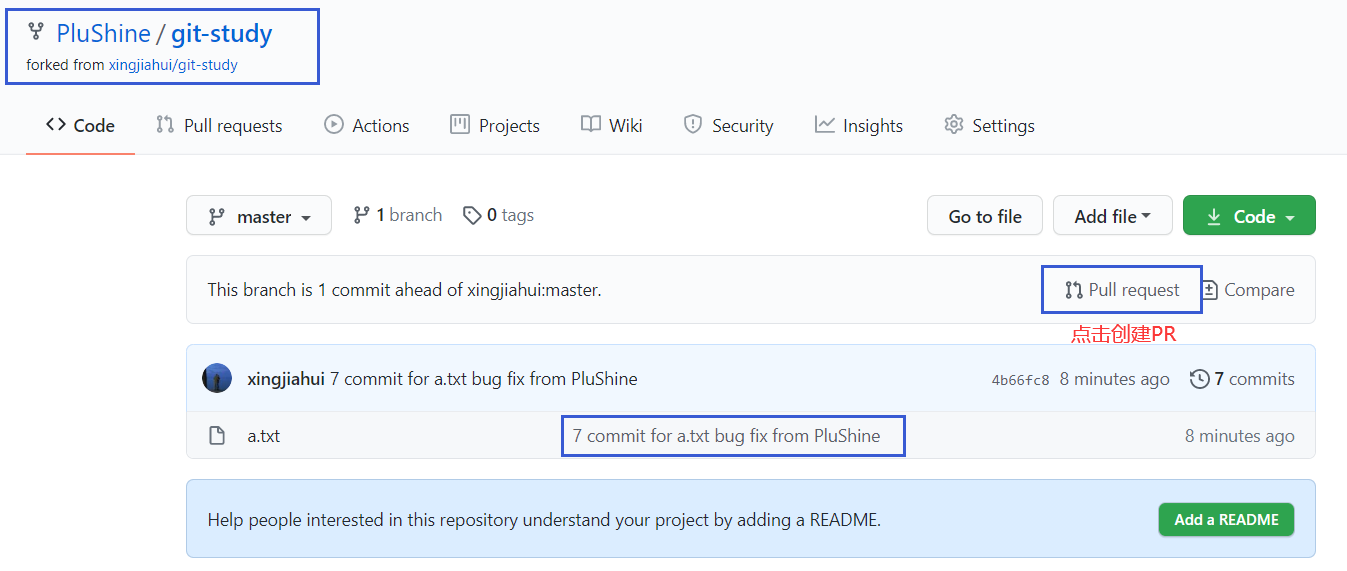 PluShine / git-study
forked from xingjiahui/git-study
Code Pull requests Actions Projects Wiki Security Insights Settings
master 1 branch 0 tags Go to file Add file Code
This branch is 1 commit ahead of xingjiahui:master. Pull request Compare
点击创建PR
xingjiahui 7 commit for a.txt bug fix from PluShine 4b66fc8 8 minutes ago 7 commits
a.txt 7 commit for a.txt bug fix from PluShine 8 minutes ago
Help people interested in this repository understand your project by adding a README. Add a README